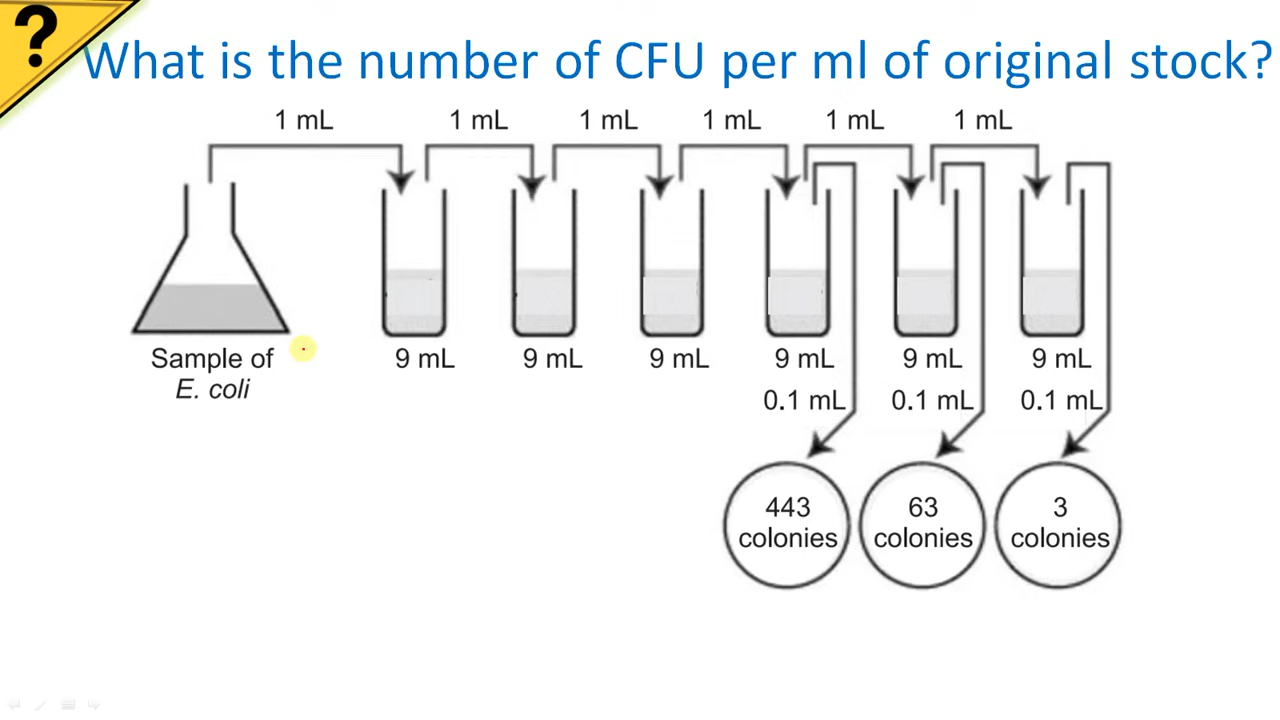 ?
What is the number of CFU per ml of original stock?
1 mL 1 mL 1 mL 1 mL 1 mL 1 mL
Sample of
E. coli
9 mL 9 mL 9 mL 9 mL 9 mL 9 mL
0.1 mL 0.1 mL 0.1 mL
443
colonies
63
colonies
3
colonies